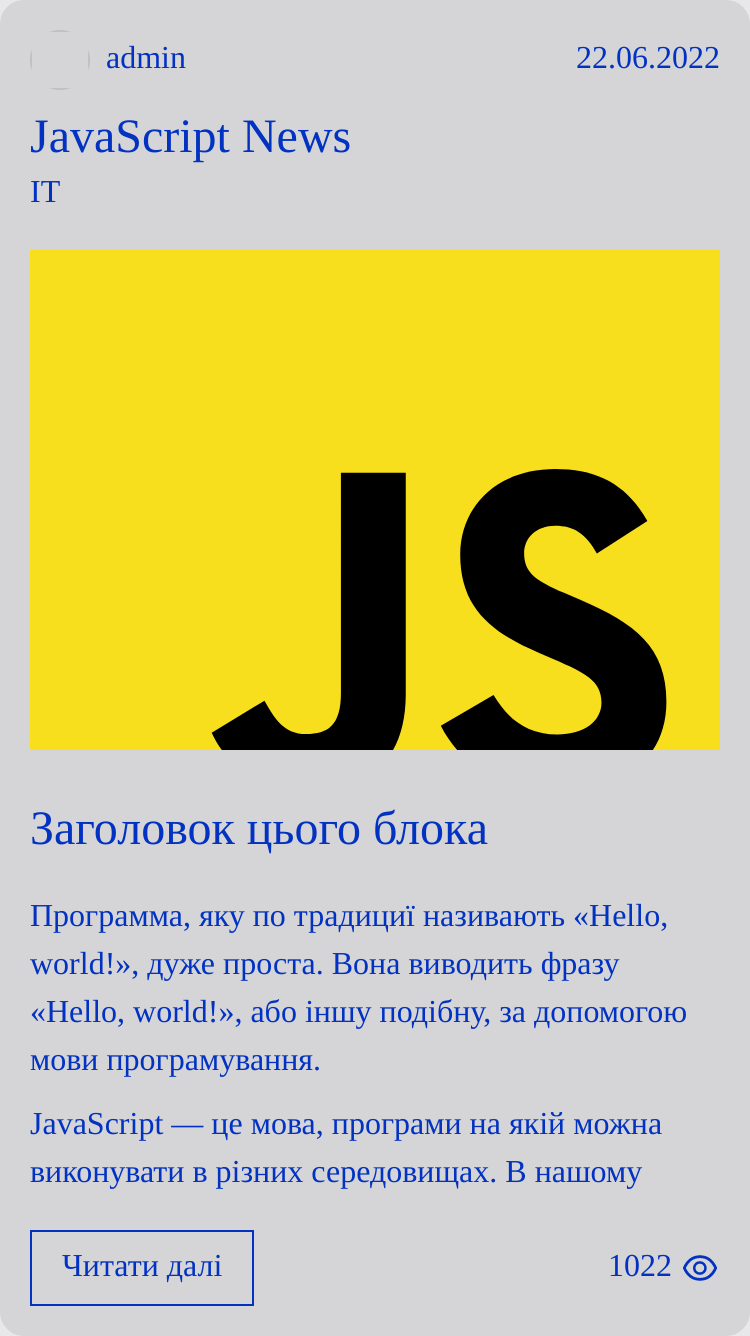 admin
22.06.2022
JavaScript News
IT
JS
Заголовок цього блока
Программа, яку по традициї називають «Hello,
world!», дуже проста. Вона виводить фразу
«Hello, world!», або іншу подібну, за допомогою
мови програмування.
JavaScript — це мова, програми на якій можна
виконувати в різних середовищах. В нашому
Читати далі
1022